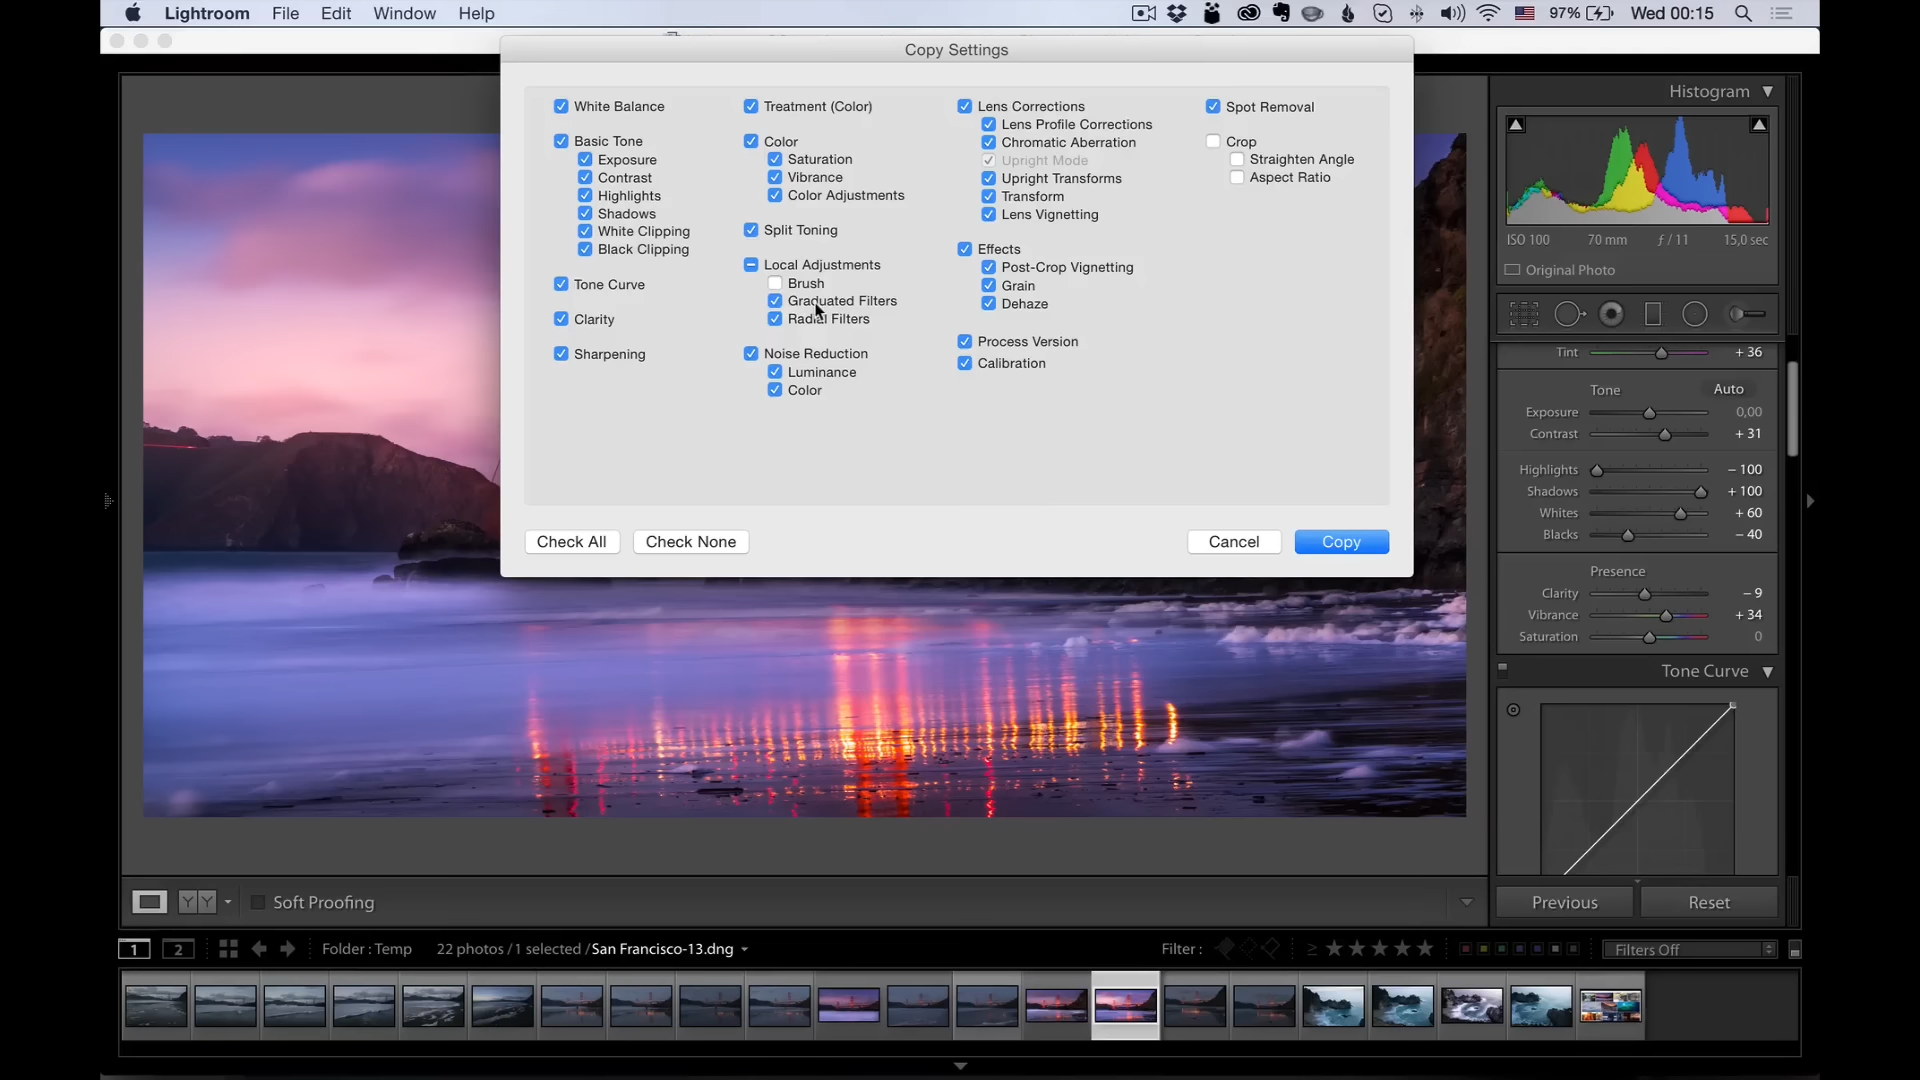 Lightroom File Edit Window Help 97% Wed 00:15
Copy Settings
White Balance
Basic Tone
Exposure
Contrast
Highlights
Shadows
White Clipping
Black Clipping
Tone Curve
Clarity
Sharpening
Treatment (Color)
Color
Saturation
Vibrance
Color Adjustments
Split Toning
Local Adjustments
Brush
Graduated Filters
Radial Filters
Noise Reduction
Luminance
Color
Lens Corrections
Lens Profile Corrections
Chromatic Aberration
Upright Mode
Upright Transforms
Transform
Lens Vignetting
Effects
Post-Crop Vignetting
Grain
Dehaze
Process Version
Calibration
Spot Removal
Crop
Straighten Angle
Aspect Ratio
Check All Check None Cancel Copy
Histogram
ISO 100 70 mm ƒ / 11 15,0 sec
Original Photo
Tint + 36
Tone Auto
Exposure 0,00
Contrast + 31
Highlights − 100
Shadows + 100
Whites + 60
Blacks − 40
Presence
Clarity − 9
Vibrance + 34
Saturation 0
Tone Curve
Previous Reset
Y Y Soft Proofing
1 2 Folder : Temp 22 photos / 1 selected / San Francisco-13.dng Filter : ≥ Filters Off